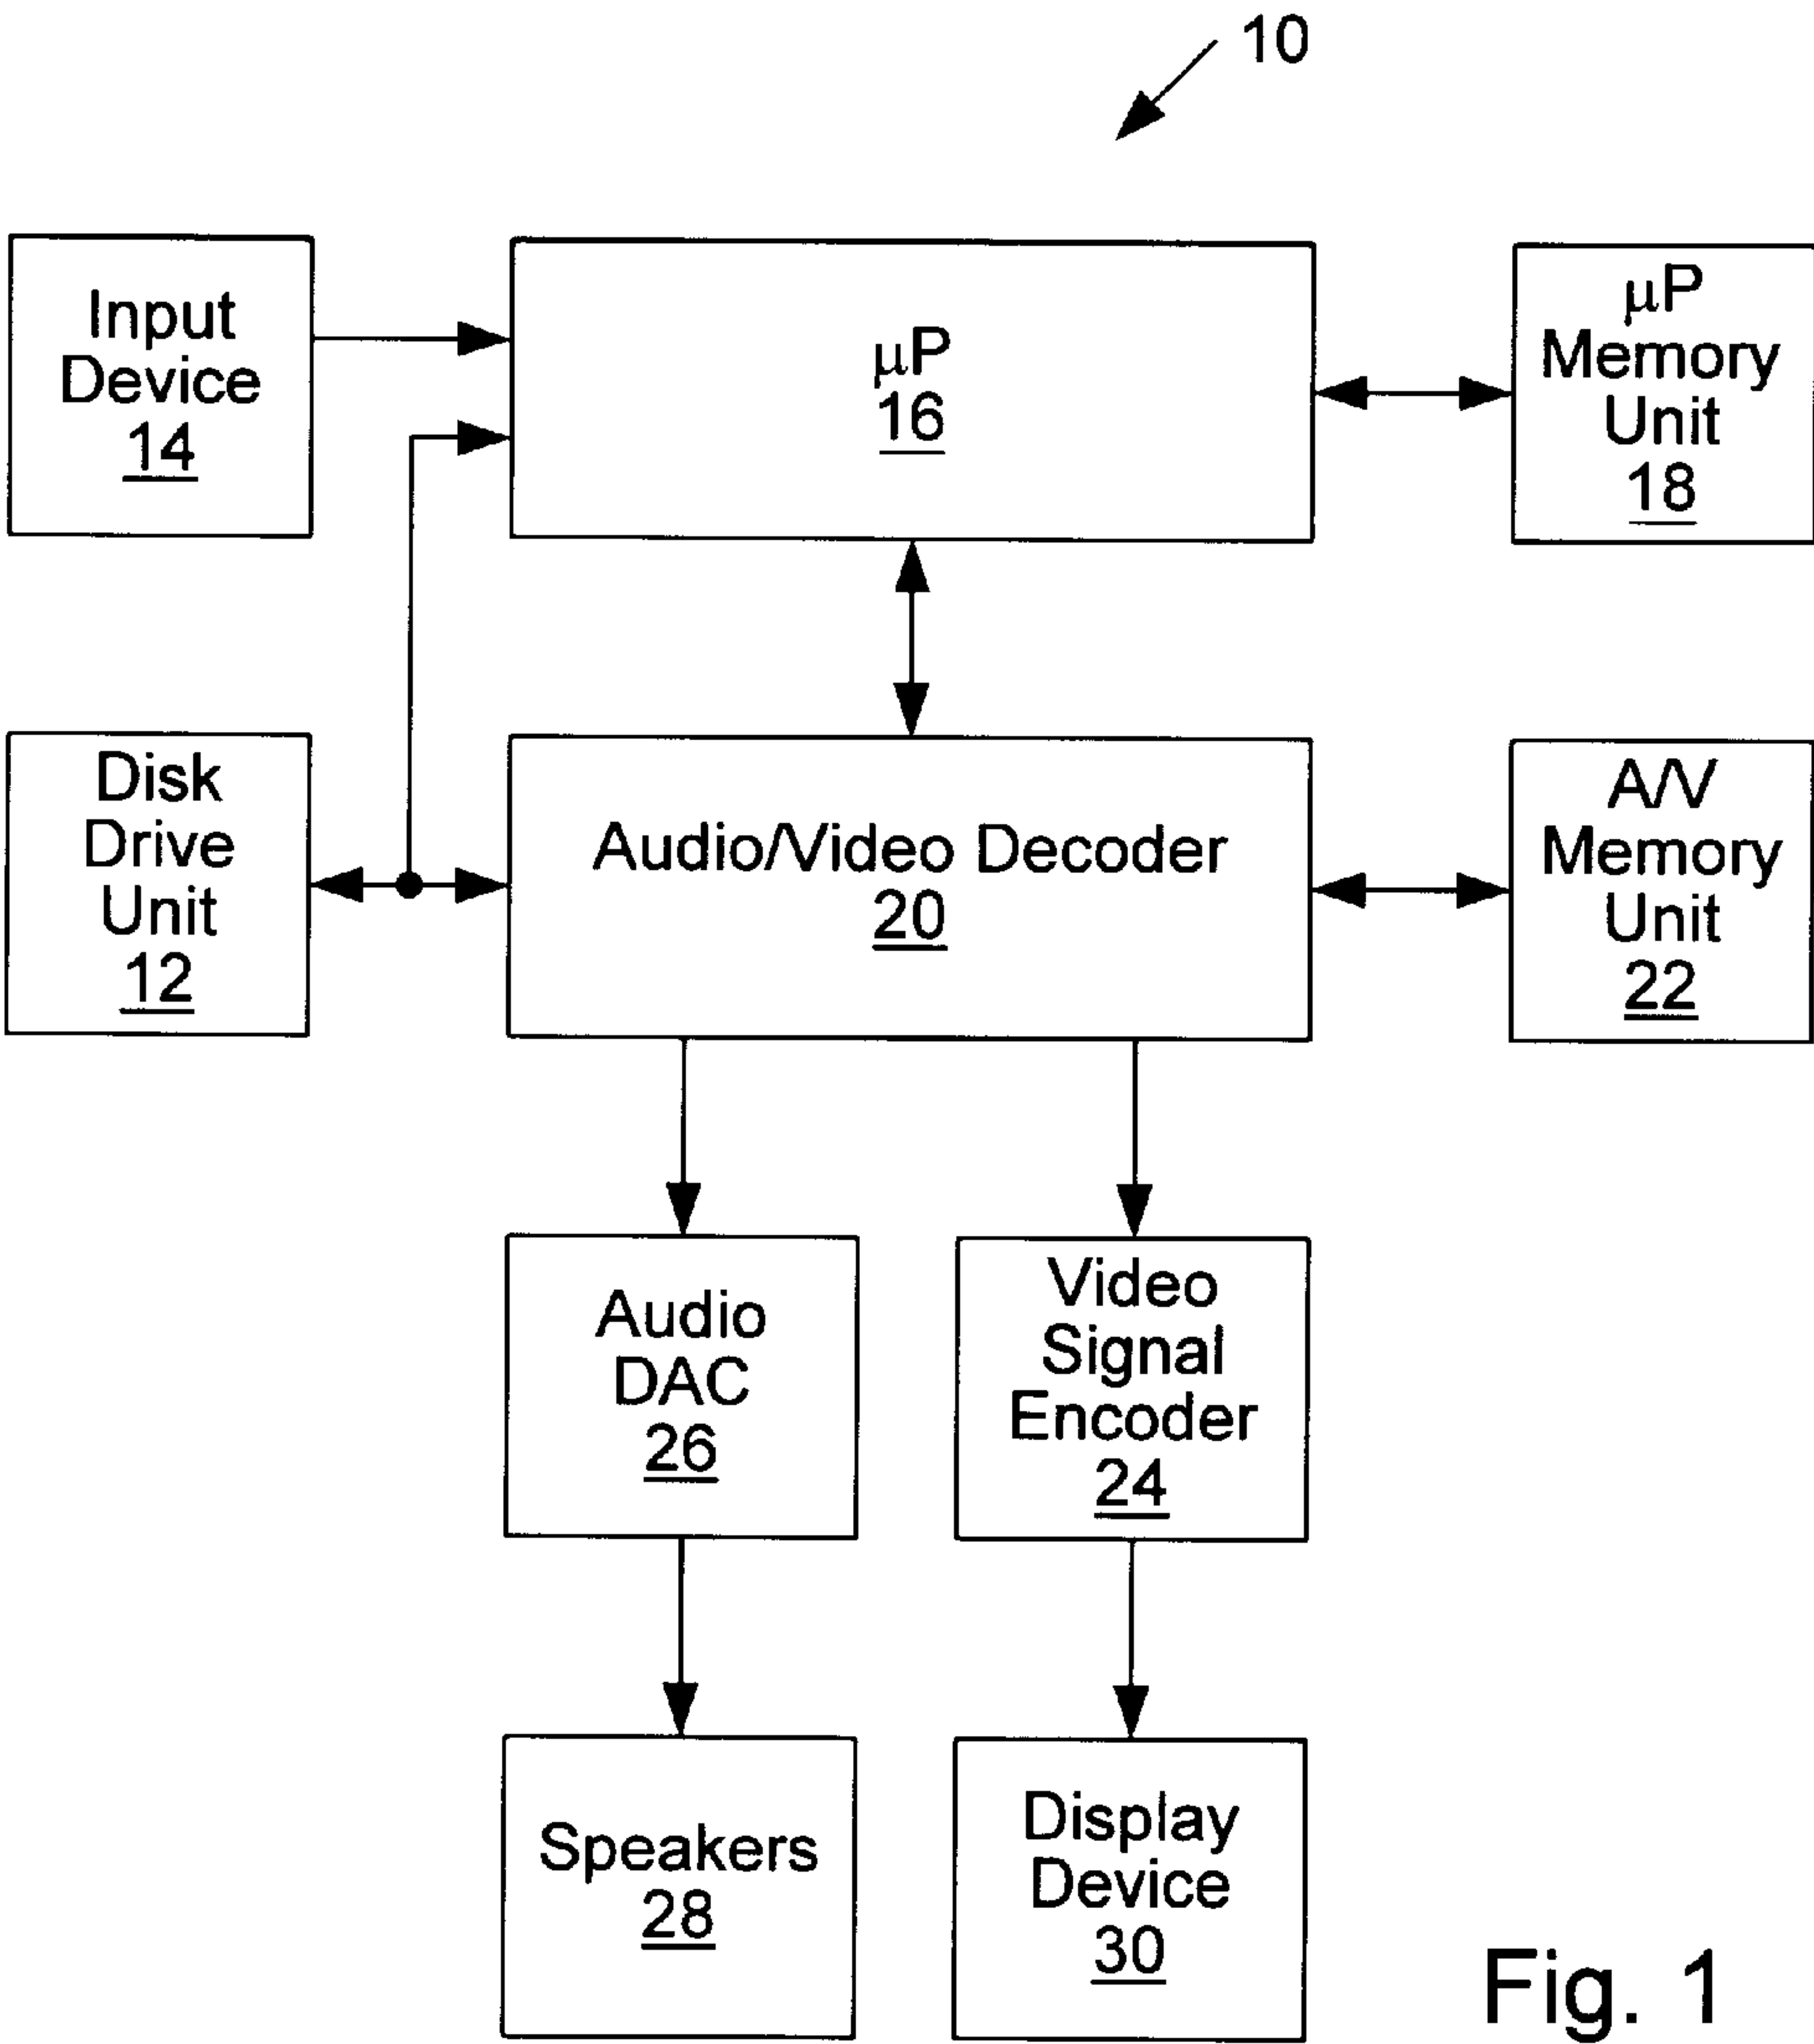 10
Input
Device
14
µP
16
µP
Memory
Unit
18
Disk
Drive
Unit
12
Audio/Video Decoder
20
A/V
Memory
Unit
22
Audio
DAC
26
Video
Signal
Encoder
24
Speakers
28
Display
Device
30
Fig. 1